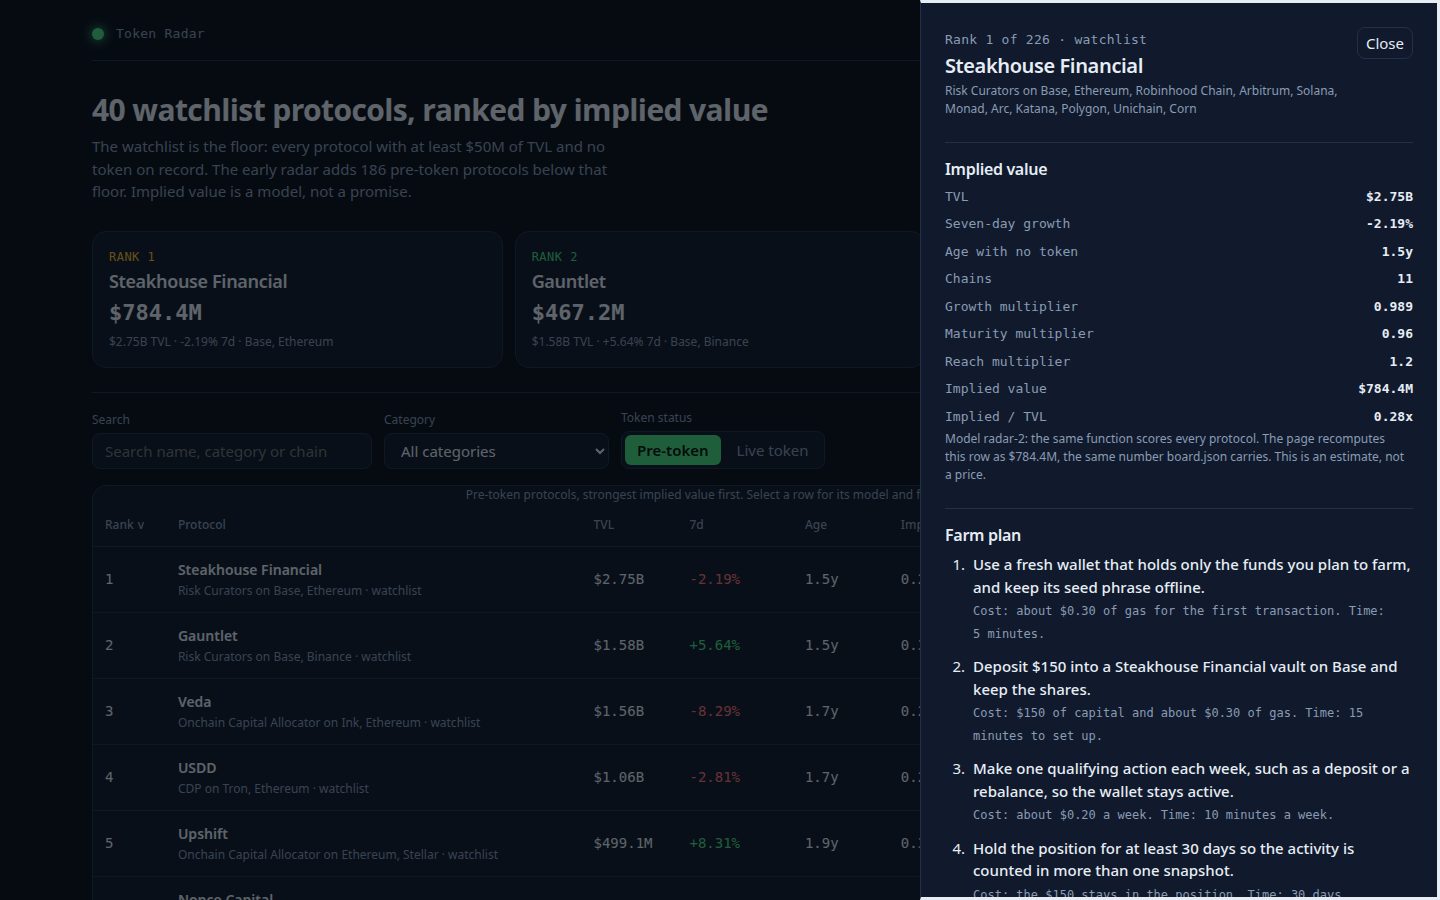 Token Radar
40 watchlist protocols, ranked by implied value
The watchlist is the floor: every protocol with at least $50M of TVL and no
token on record. The early radar adds 186 pre-token protocols below that
floor. Implied value is a model, not a promise.
RANK 1
Steakhouse Financial
$784.4M
$2.75B TVL · -2.19% 7d · Base, Ethereum
RANK 2
Gauntlet
$467.2M
$1.58B TVL · +5.64% 7d · Base, Binance
Search
Search name, category or chain
Category
All categories
Token status
Pre-token
Live token
Pre-token protocols, strongest implied value first. Select a row for its model and
Rank v Protocol TVL 7d Age
1 Steakhouse Financial $2.75B -2.19% 1.5y
Risk Curators on Base, Ethereum · watchlist
2 Gauntlet $1.58B +5.64% 1.5y
Risk Curators on Base, Binance · watchlist
3 Veda $1.56B -8.29% 1.7y
Onchain Capital Allocator on Ink, Ethereum · watchlist
4 USDD $1.06B -2.81% 1.7y
CDP on Tron, Ethereum · watchlist
5 Upshift $499.1M +8.31% 1.9y
Onchain Capital Allocator on Ethereum, Stellar · watchlist
Rank 1 of 226 · watchlist
Close
Steakhouse Financial
Risk Curators on Base, Ethereum, Robinhood Chain, Arbitrum, Solana,
Monad, Arc, Katana, Polygon, Unichain, Corn
Implied value
TVL $2.75B
Seven-day growth -2.19%
Age with no token 1.5y
Chains 11
Growth multiplier 0.989
Maturity multiplier 0.96
Reach multiplier 1.2
Implied value $784.4M
Implied / TVL 0.28x
Model radar-2: the same function scores every protocol. The page recomputes
this row as $784.4M, the same number board.json carries. This is an estimate, not
a price.
Farm plan
1. Use a fresh wallet that holds only the funds you plan to farm,
and keep its seed phrase offline.
Cost: about $0.30 of gas for the first transaction. Time:
5 minutes.
2. Deposit $150 into a Steakhouse Financial vault on Base and
keep the shares.
Cost: $150 of capital and about $0.30 of gas. Time: 15
minutes to set up.
3. Make one qualifying action each week, such as a deposit or a
rebalance, so the wallet stays active.
Cost: about $0.20 a week. Time: 10 minutes a week.
4. Hold the position for at least 30 days so the activity is
counted in more than one snapshot.
Cost: the $150 stays in the position. Time: 30 days.